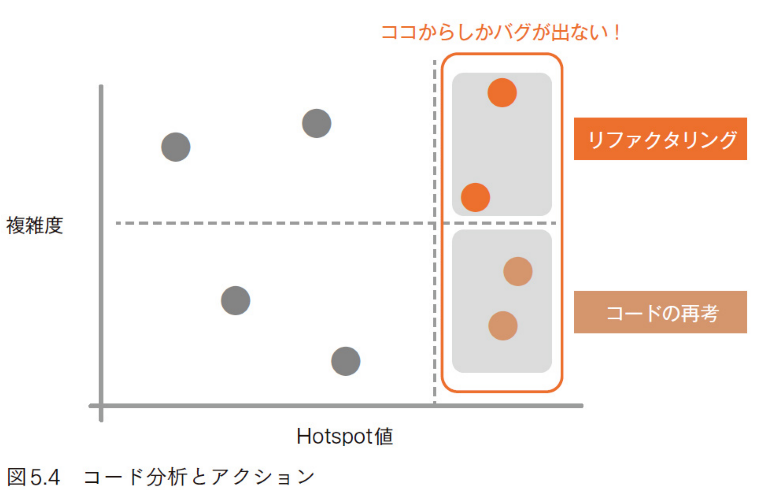 ココからしかバグが出ない！
リファクタリング
複雑度
コードの再考
Hotspot値
図5.4　コード分析とアクション